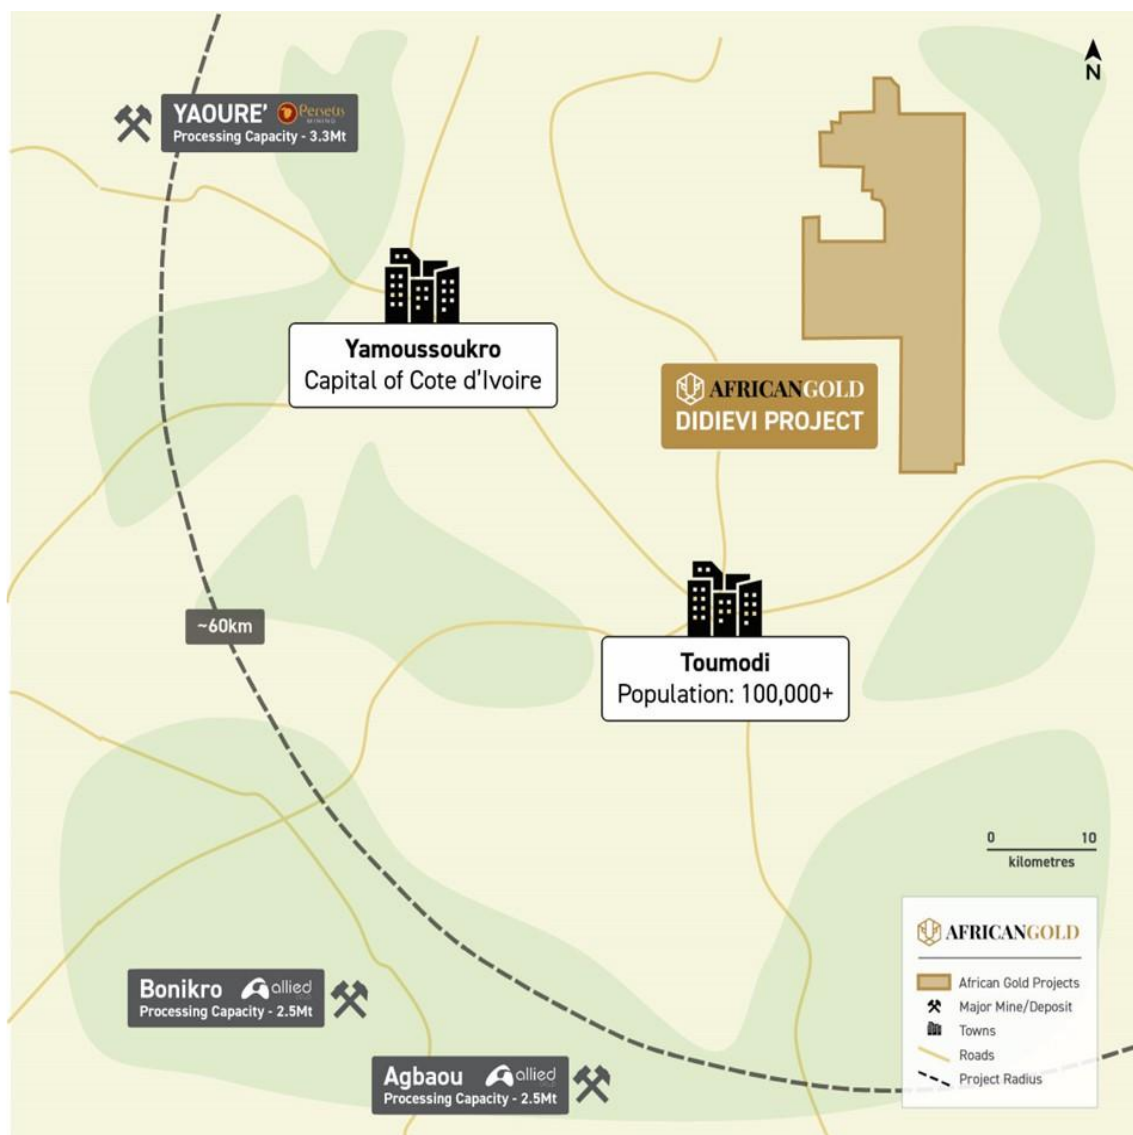 N
YAOURE' Perseus
MINING
Processing Capacity - 3.3Mt
Yamoussoukro
Capital of Cote d'Ivoire
AFRICANGOLD
DIDIEVI PROJECT
~60km
Toumodi
Population: 100,000+
0 10
kilometres
Bonikro allied
Processing Capacity - 2.5Mt
Agbaou allied
Processing Capacity - 2.5Mt
AFRICANGOLD
African Gold Projects
Major Mine/Deposit
Towns
Roads
Project Radius